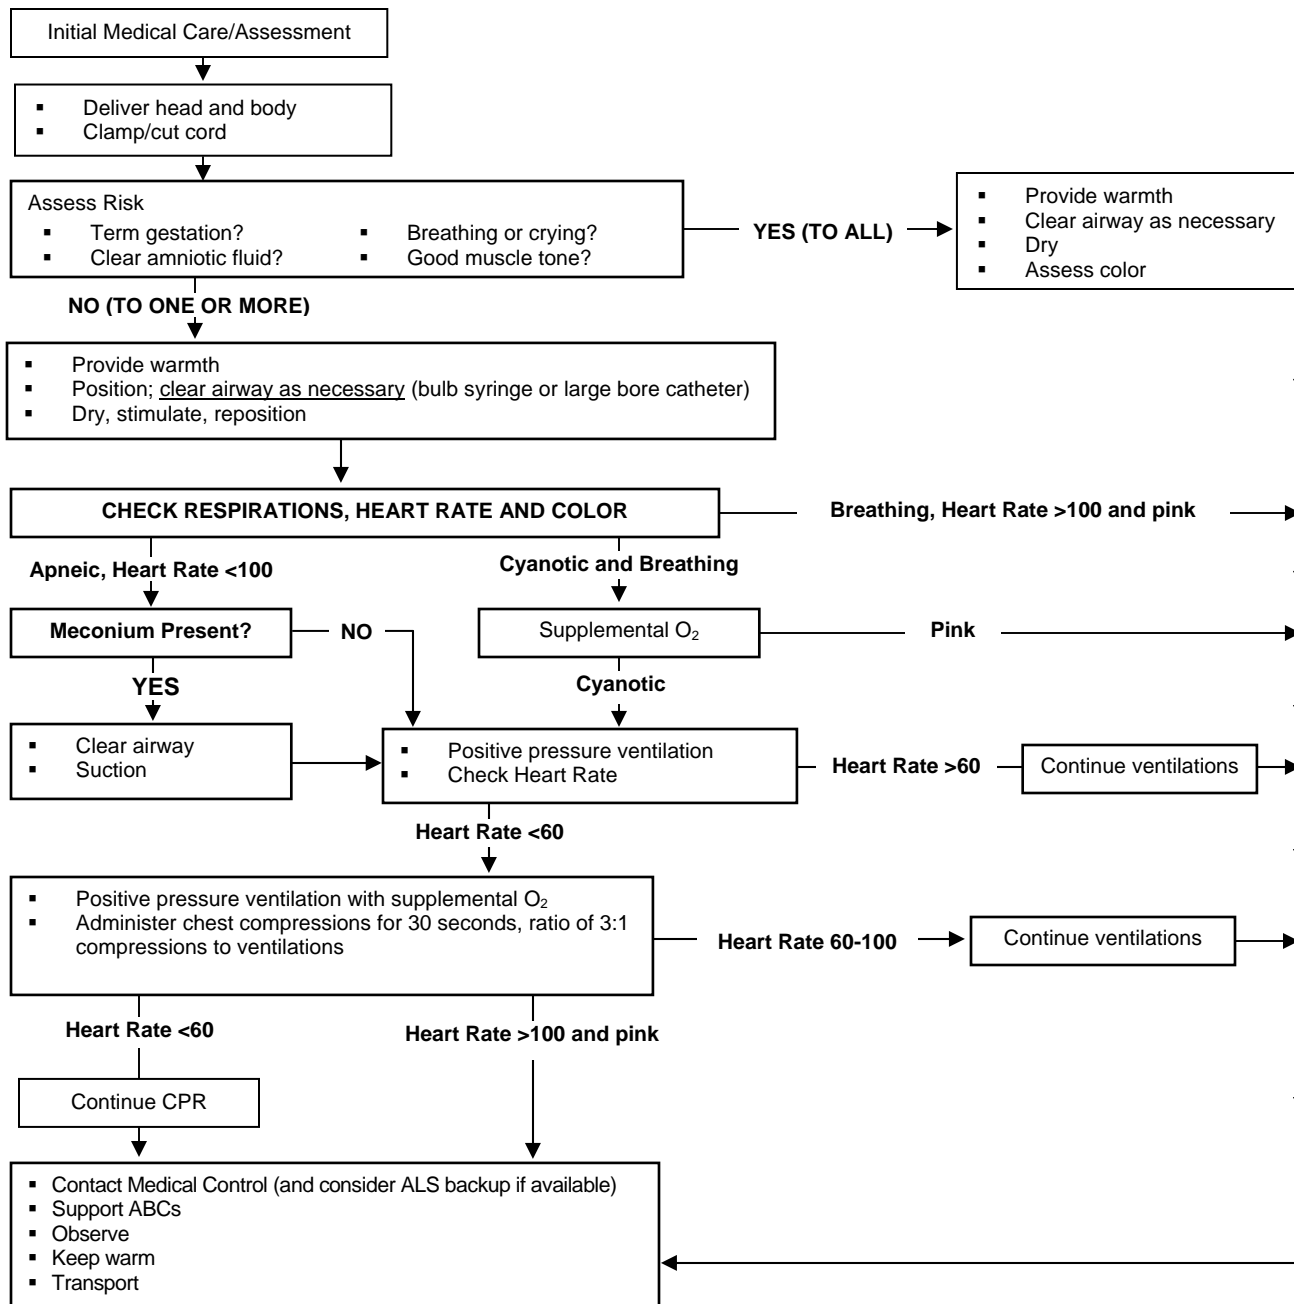 Initial Medical Care/Assessment
▪ Deliver head and body
▪ Clamp/cut cord
Assess Risk
▪ Term gestation?
▪ Clear amniotic fluid?
▪ Breathing or crying?
▪ Good muscle tone?
YES (TO ALL)
▪ Provide warmth
▪ Clear airway as necessary
▪ Dry
▪ Assess color
NO (TO ONE OR MORE)
▪ Provide warmth
▪ Position; clear airway as necessary (bulb syringe or large bore catheter)
▪ Dry, stimulate, reposition
CHECK RESPIRATIONS, HEART RATE AND COLOR
Breathing, Heart Rate >100 and pink
Apneic, Heart Rate <100
Cyanotic and Breathing
Meconium Present?
NO
Supplemental O₂
Pink
YES
Cyanotic
▪ Clear airway
▪ Suction
▪ Positive pressure ventilation
▪ Check Heart Rate
Heart Rate >60
Continue ventilations
Heart Rate <60
▪ Positive pressure ventilation with supplemental O₂
▪ Administer chest compressions for 30 seconds, ratio of 3:1
compressions to ventilations
Heart Rate 60-100
Continue ventilations
Heart Rate <60
Heart Rate >100 and pink
Continue CPR
▪ Contact Medical Control (and consider ALS backup if available)
▪ Support ABCs
▪ Observe
▪ Keep warm
▪ Transport